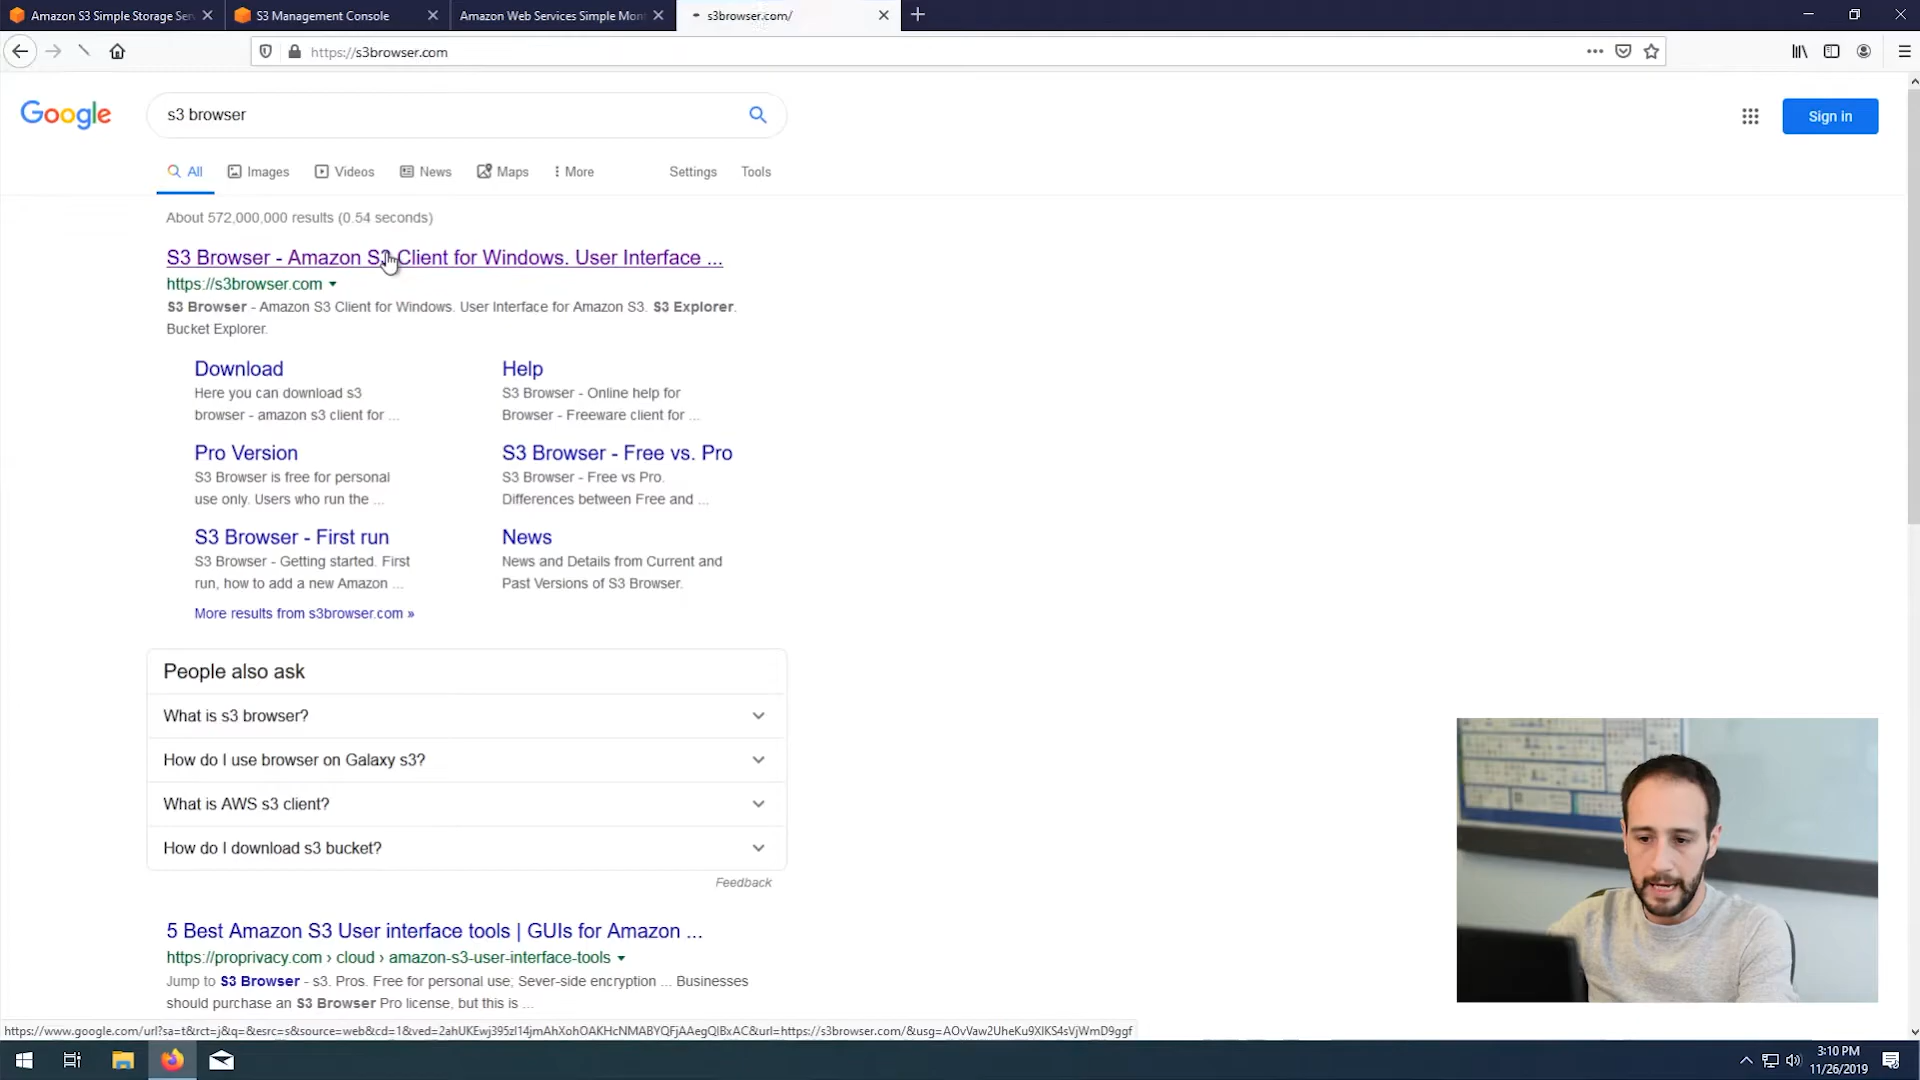 Amazon S3 Simple Storage Ser
S3 Management Console
Amazon Web Services Simple Mon
s3browser.com/
https://s3browser.com
Google
s3 browser
Sign in
All
Images
Videos
News
Maps
More
Settings
Tools
About 572,000,000 results (0.54 seconds)
S3 Browser - Amazon S3 Client for Windows. User Interface ...
https://s3browser.com
S3 Browser - Amazon S3 Client for Windows. User Interface for Amazon S3. S3 Explorer.
Bucket Explorer.
Download
Here you can download s3
browser - amazon s3 client for ...
Help
S3 Browser - Online help for
Browser - Freeware client for ...
Pro Version
S3 Browser is free for personal
use only. Users who run the ...
S3 Browser - Free vs. Pro
S3 Browser - Free vs Pro.
Differences between Free and ...
S3 Browser - First run
S3 Browser - Getting started. First
run, how to add a new Amazon ...
News
News and Details from Current and
Past Versions of S3 Browser.
More results from s3browser.com »
People also ask
What is s3 browser?
How do I use browser on Galaxy s3?
What is AWS s3 client?
How do I download s3 bucket?
Feedback
5 Best Amazon S3 User interface tools | GUIs for Amazon ...
https://proprivacy.com › cloud › amazon-s3-user-interface-tools
Jump to S3 Browser - s3. Pros. Free for personal use; Sever-side encryption ... Businesses
should purchase an S3 Browser Pro license, but this is ...
3:10 PM
11/26/2019